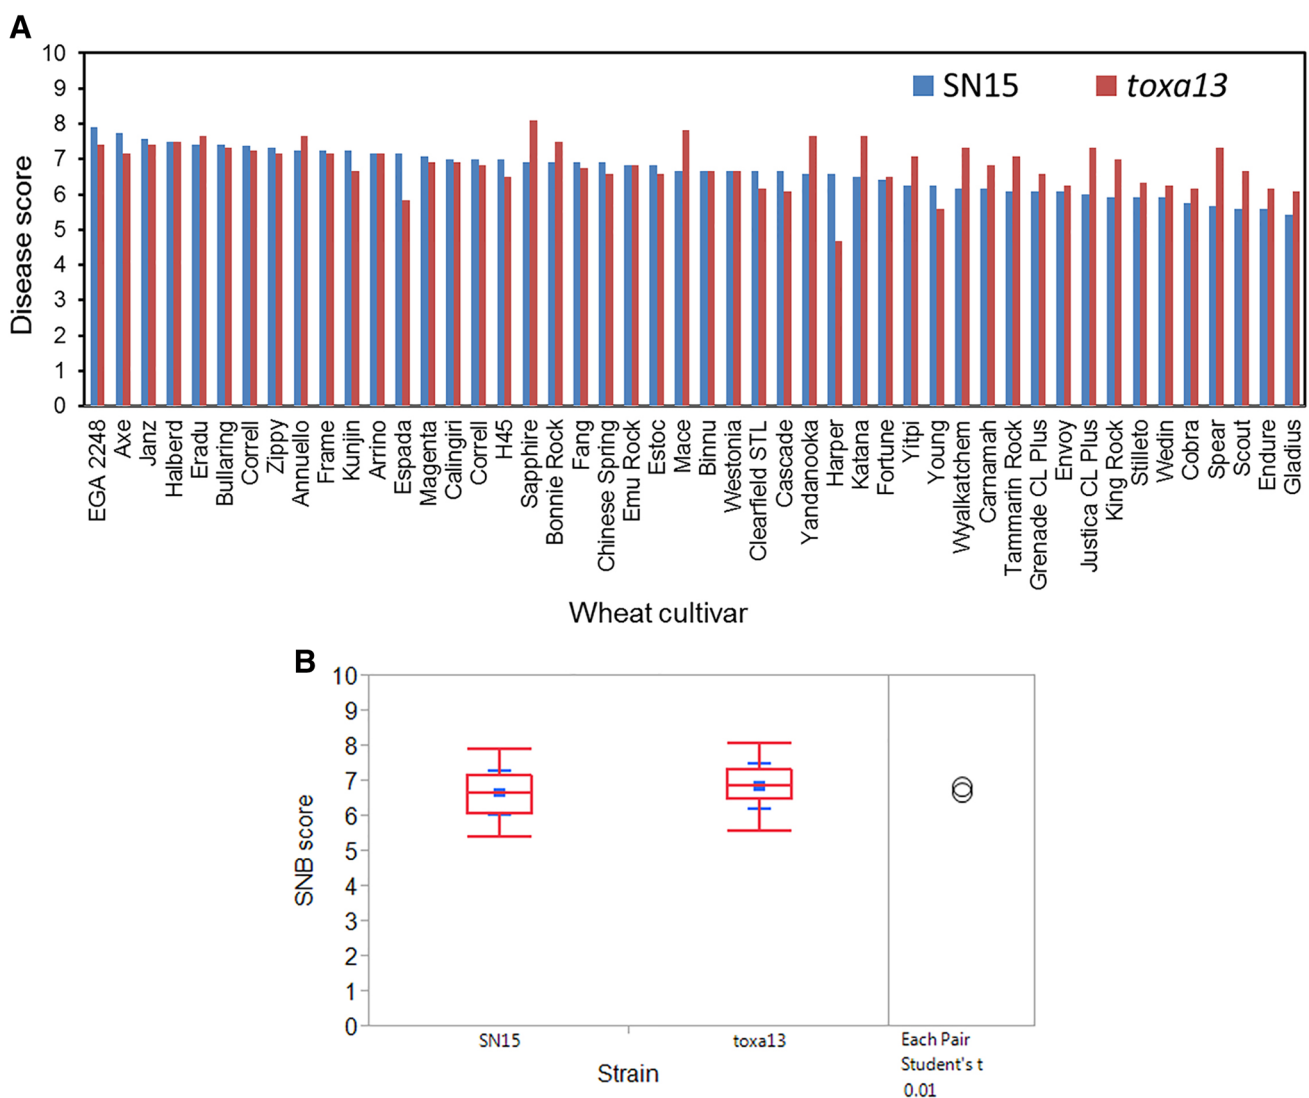 A
10
9
8
7
6
5
4
3
2
1
0
Disease score
SN15
toxa13
EGA 2248
Axe
Janz
Halberd
Eradu
Bullaring
Correll
Zippy
Annuello
Frame
Kunjin
Arrino
Espada
Magenta
Calingiri
Correll
H45
Sapphire
Bonnie Rock
Fang
Chinese Spring
Emu Rock
Estoc
Mace
Binnu
Westonia
Clearfield STL
Cascade
Yandanooka
Harper
Katana
Fortune
Yitpi
Young
Wyalkatchem
Carnamah
Tammarin Rock
Grenade CL Plus
Envoy
Justica CL Plus
King Rock
Stilleto
Wedin
Cobra
Spear
Scout
Endure
Gladius
Wheat cultivar
B
10
9
8
7
6
5
4
3
2
1
0
SNB score
SN15
toxa13
Each Pair
Student's t
0.01
Strain